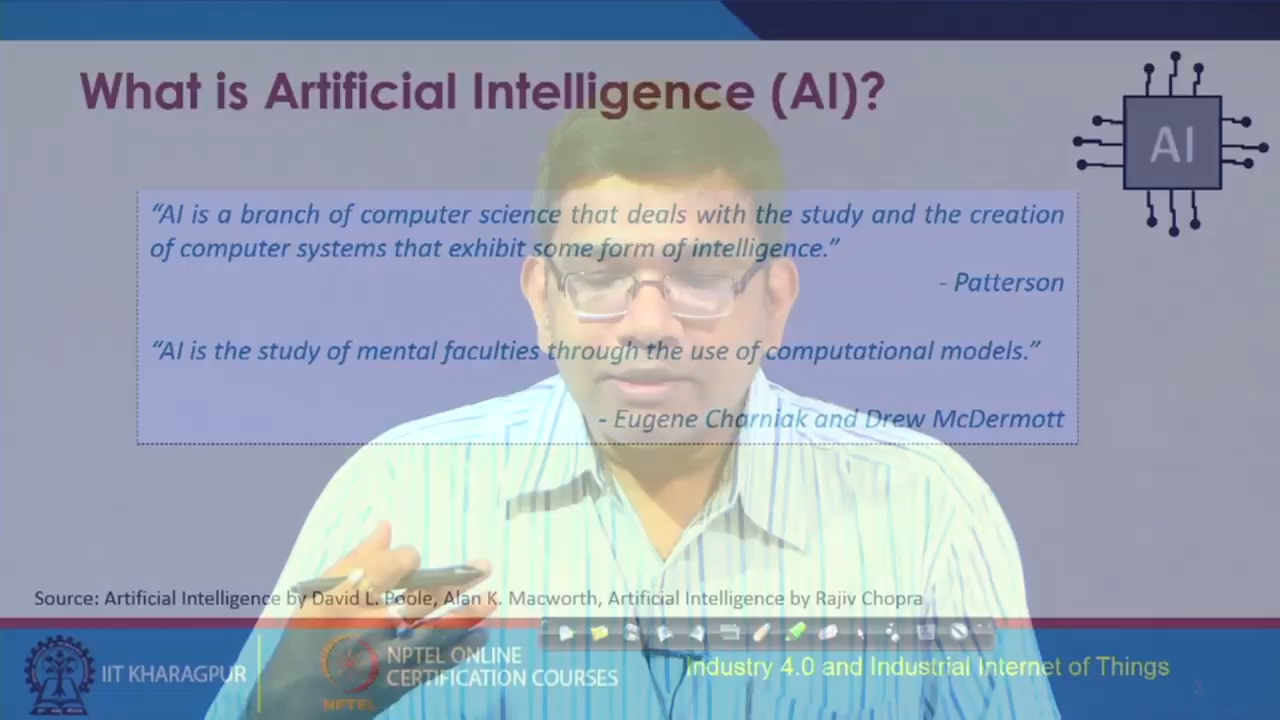 What is Artificial Intelligence (AI)?
AI
“AI is a branch of computer science that deals with the study and the creation
of computer systems that exhibit some form of intelligence.”
- Patterson
“AI is the study of mental faculties through the use of computational models.”
- Eugene Charniak and Drew McDermott
Source: Artificial Intelligence by David L. Poole, Alan K. Macworth, Artificial Intelligence by Rajiv Chopra
IIT KHARAGPUR
NPTEL ONLINE
CERTIFICATION COURSES
NPTEL
Industry 4.0 and Industrial Internet of Things
2